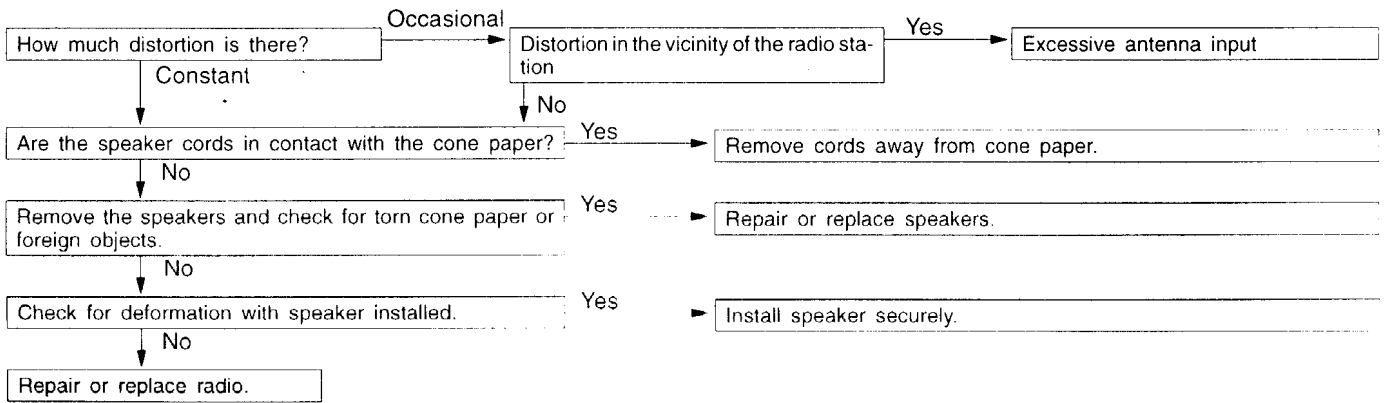 Occasional
Yes
How much distortion is there?
Distortion in the vicinity of the radio sta-
tion
Excessive antenna input
Constant
No
Are the speaker cords in contact with the cone paper?
Yes
Remove cords away from cone paper.
No
Remove the speakers and check for torn cone paper or
foreign objects.
Yes
Repair or replace speakers.
No
Check for deformation with speaker installed.
Yes
Install speaker securely.
No
Repair or replace radio.